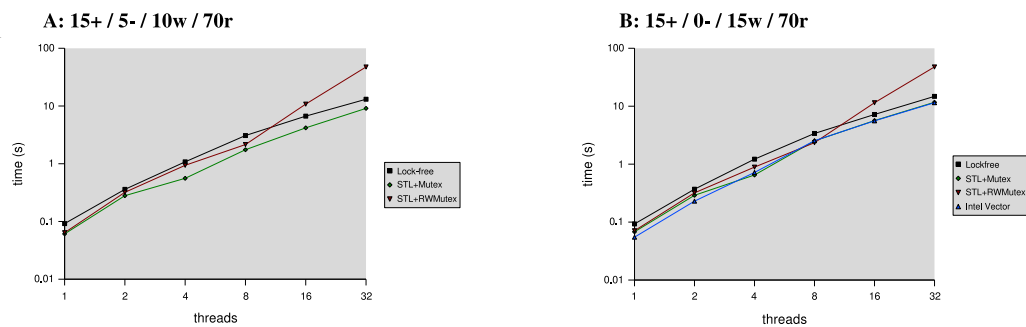 A: 15+ / 5- / 10w / 70r
100
10
1
0.1
0.01
time (s)
1 2 4 8 16 32
threads
Lock-free
STL+Mutex
STL+RWMutex
B: 15+ / 0- / 15w / 70r
100
10
1
0.1
0.01
time (s)
1 2 4 8 16 32
threads
Lockfree
STL+Mutex
STL+RWMutex
Intel Vector